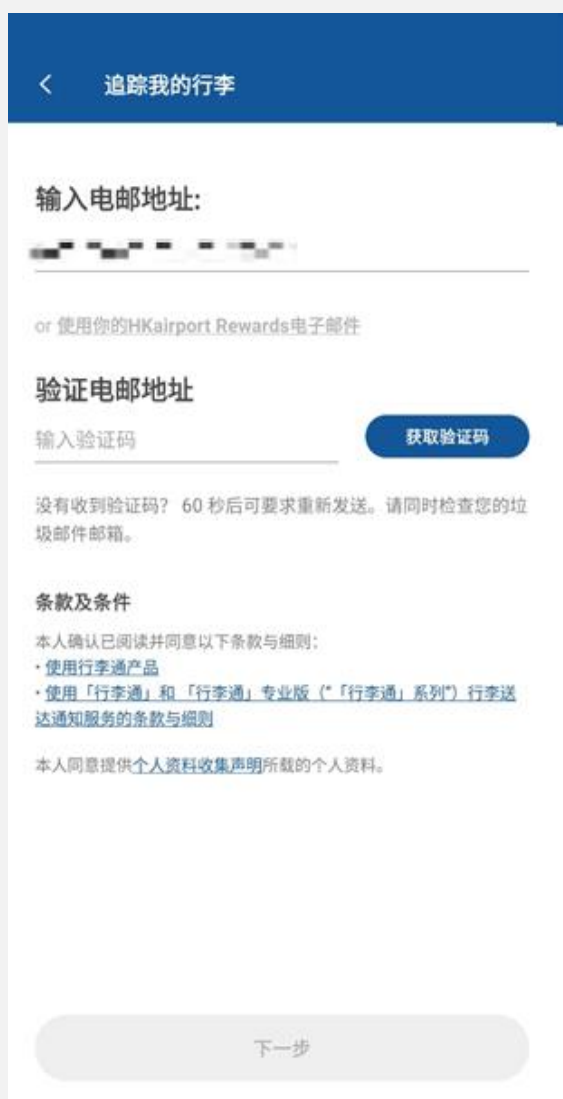 追踪我的行李
输入电邮地址:
or 使用你的HKairport Rewards电子邮件
验证电邮地址
输入验证码
获取验证码
没有收到验证码? 60 秒后可要求重新发送。请同时检查您的垃
圾邮件邮箱。
条款及条件
本人确认已阅读并同意以下条款与细则:
· 使用行李通产品
· 使用「行李通」和「行李通」专业版 (“「行李通」系列”) 行李送
达通知服务的条款与细则
本人同意提供个人资料收集声明所载的个人资料。
下一步